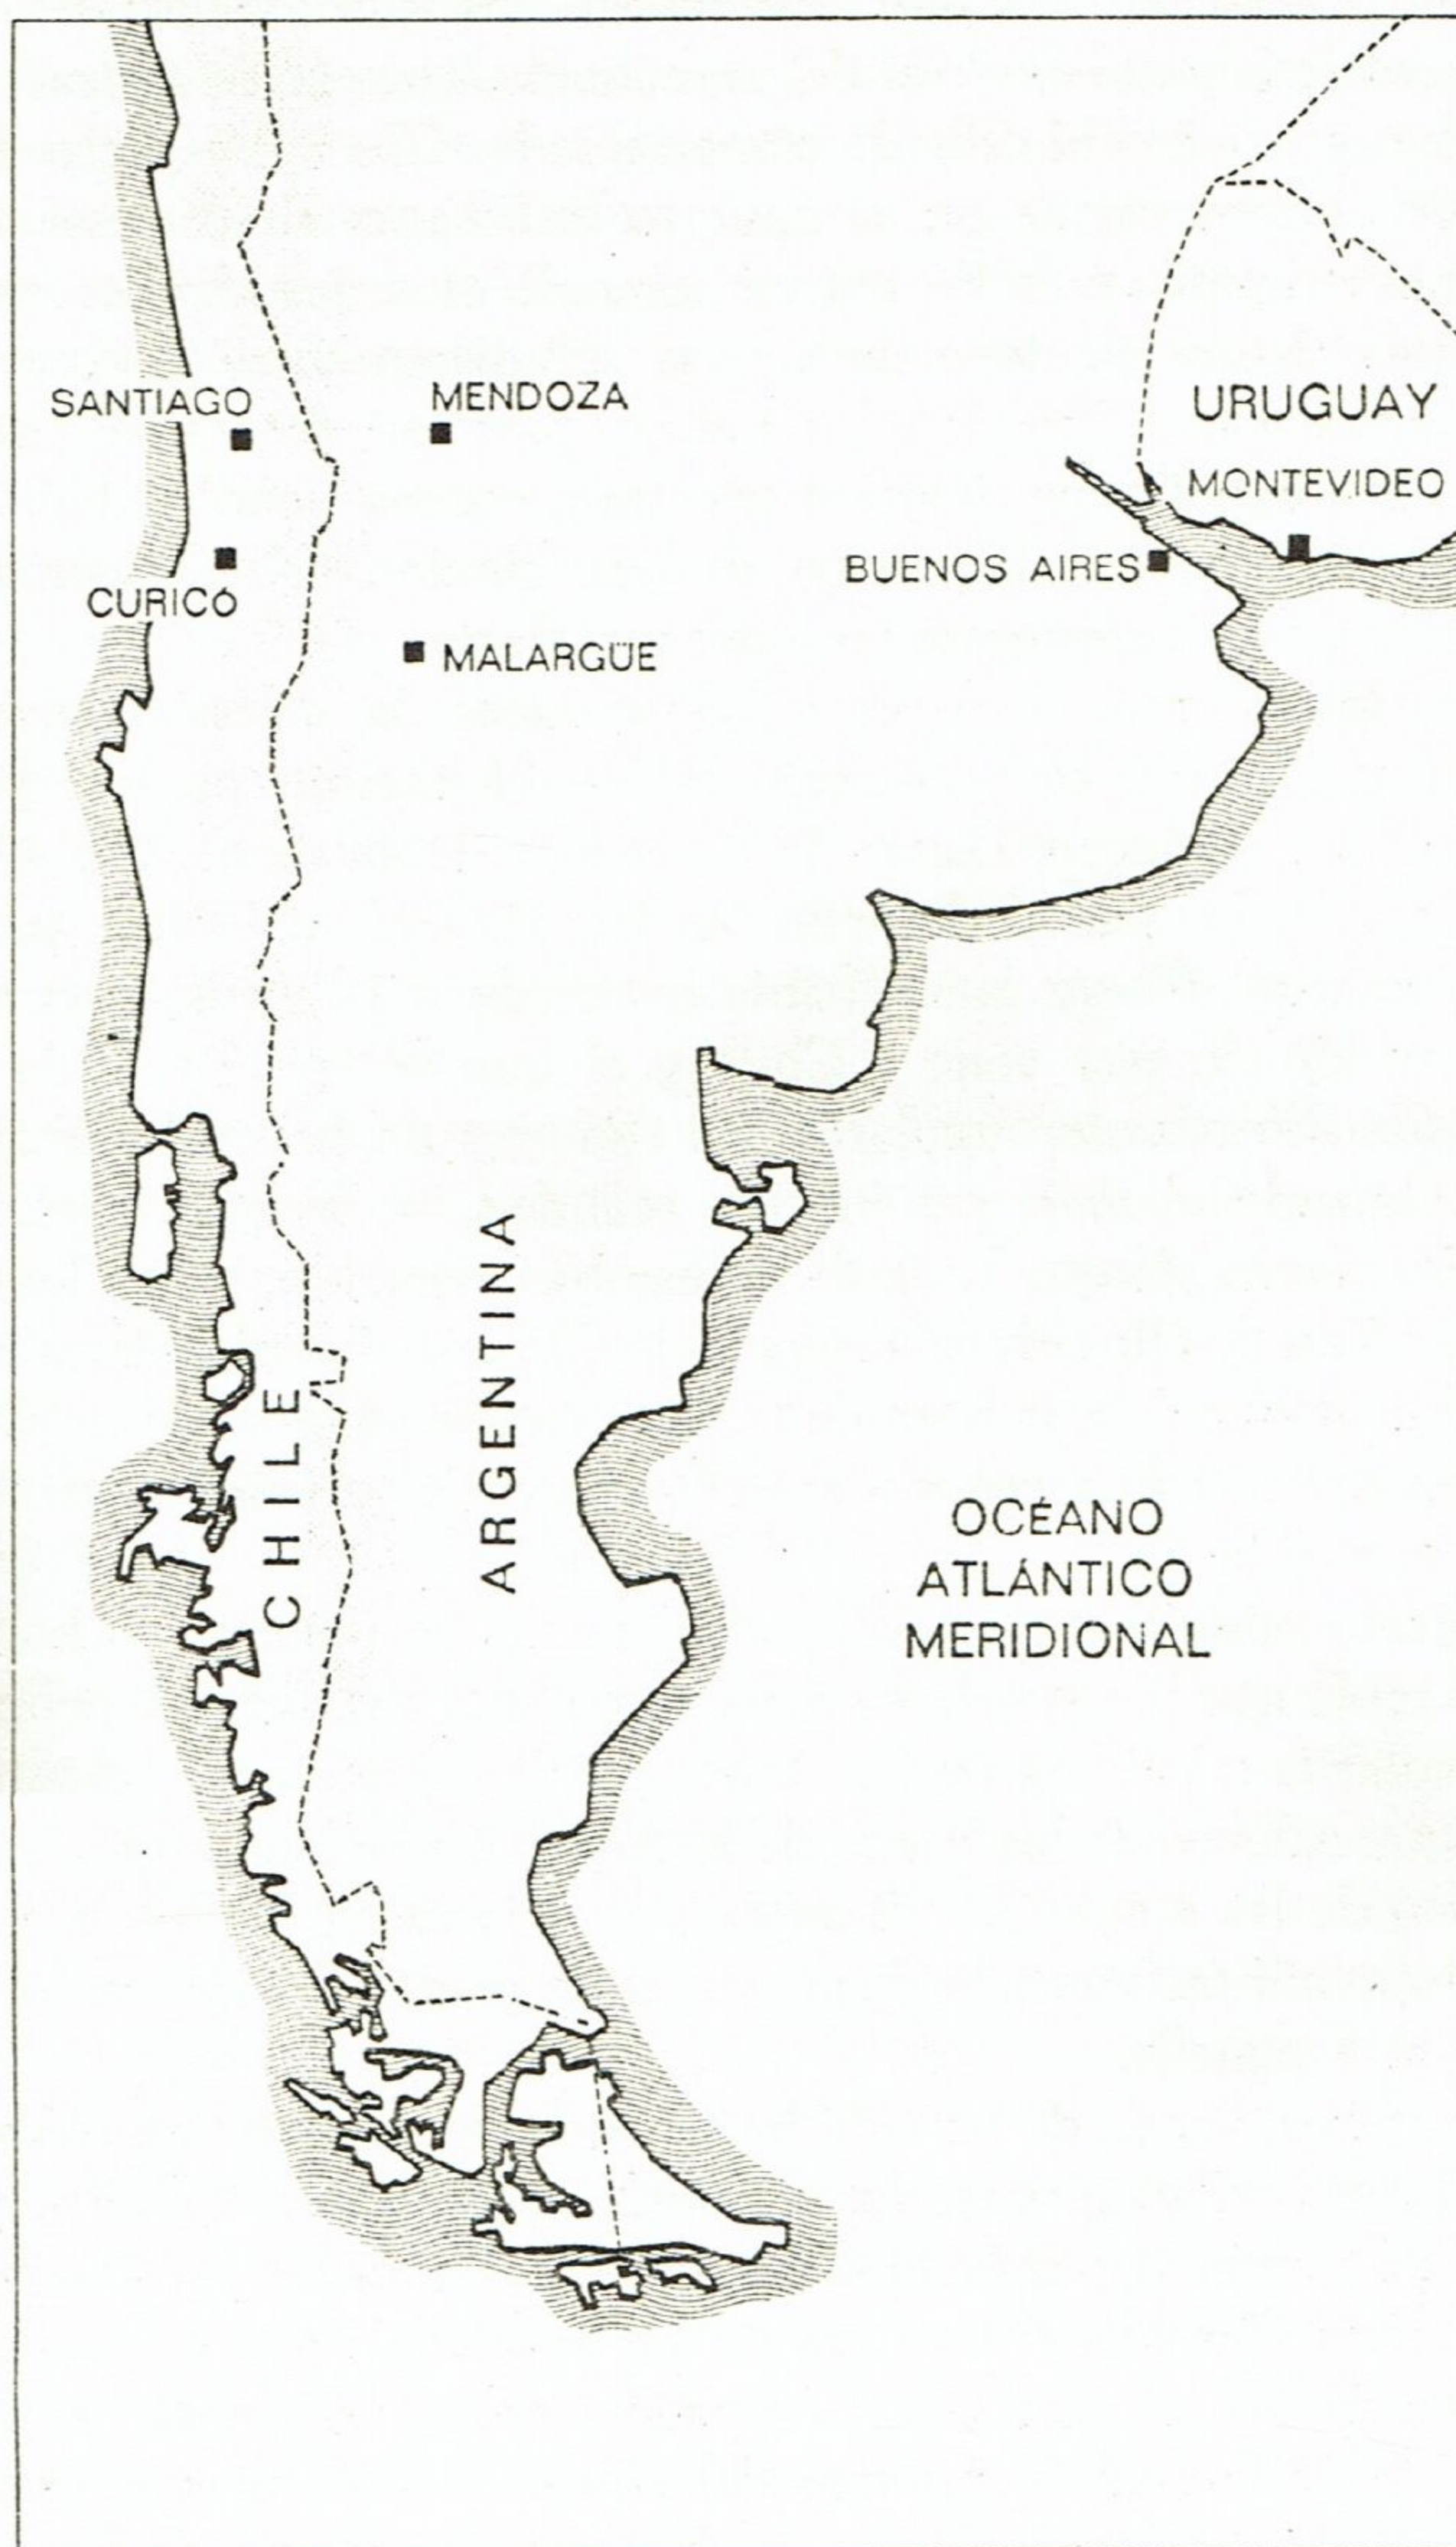 SANTIAGO
MENDOZA
URUGUAY
MONTEVIDEO
BUENOS AIRES
CURICÓ
MALARGÜE
ARGENTINA
CHILE
OCÉANO
ATLÁNTICO
MERIDIONAL